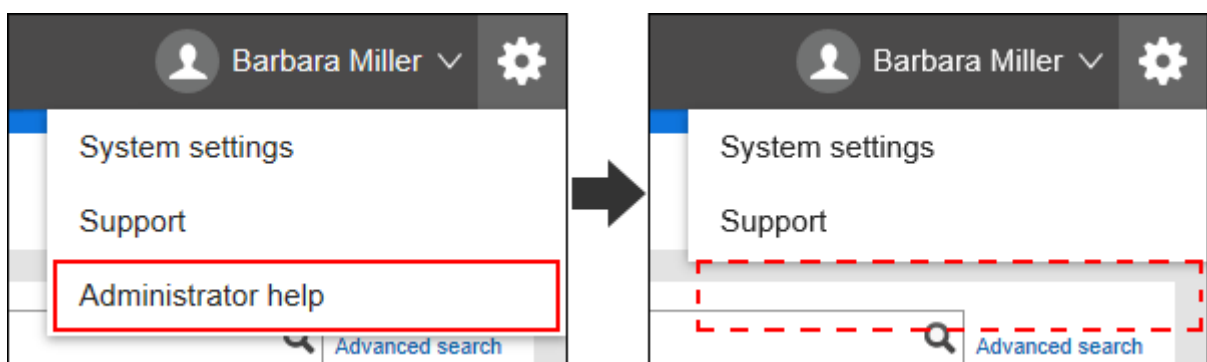 Barbara Miller
System settings
Support
Administrator help
Advanced search
Barbara Miller
System settings
Support
Advanced search